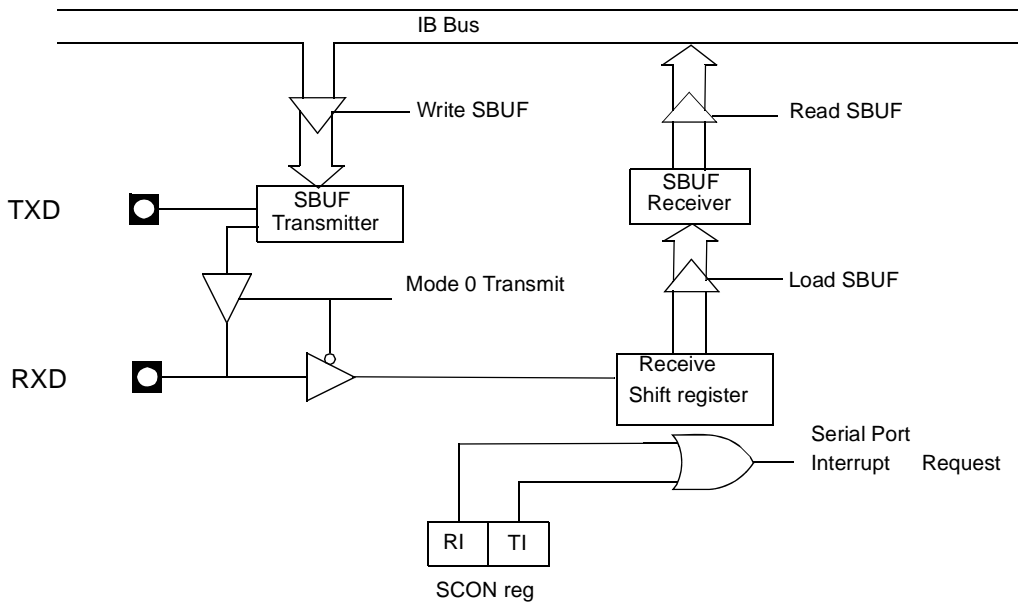 IB Bus
Write SBUF
Read SBUF
TXD
SBUF
Transmitter
SBUF
Receiver
Mode 0 Transmit
Load SBUF
RXD
Receive
Shift register
Serial Port
Interrupt Request
RI TI
SCON reg